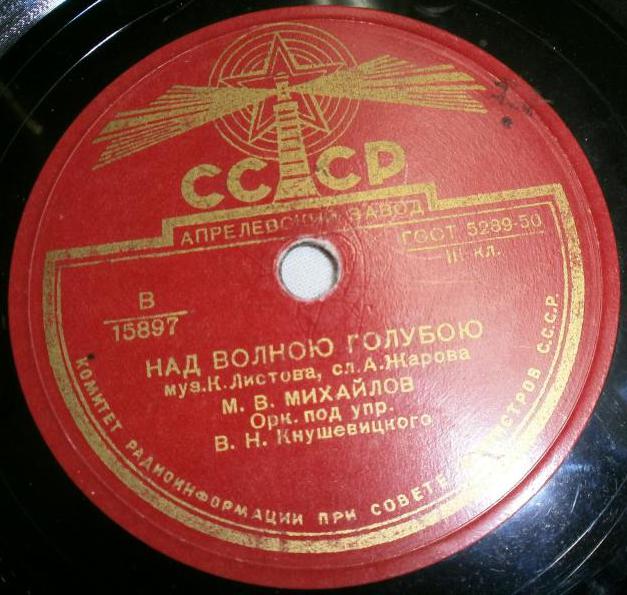 СССР
АПРЕЛЕВСКИЙ ЗАВОД
ГОСТ 5289-50
III кл.
В
15897
НАД ВОЛНОЮ ГОЛУБОЮ
муз. К. Листова, сл. А. Жарова
М. В. МИХАЙЛОВ
Орк. под упр.
В. Н. Кнушевицкого
КОМИТЕТ РАДИОИНФОРМАЦИИ ПРИ СОВЕТЕ МИНИСТРОВ С.С.С.Р.